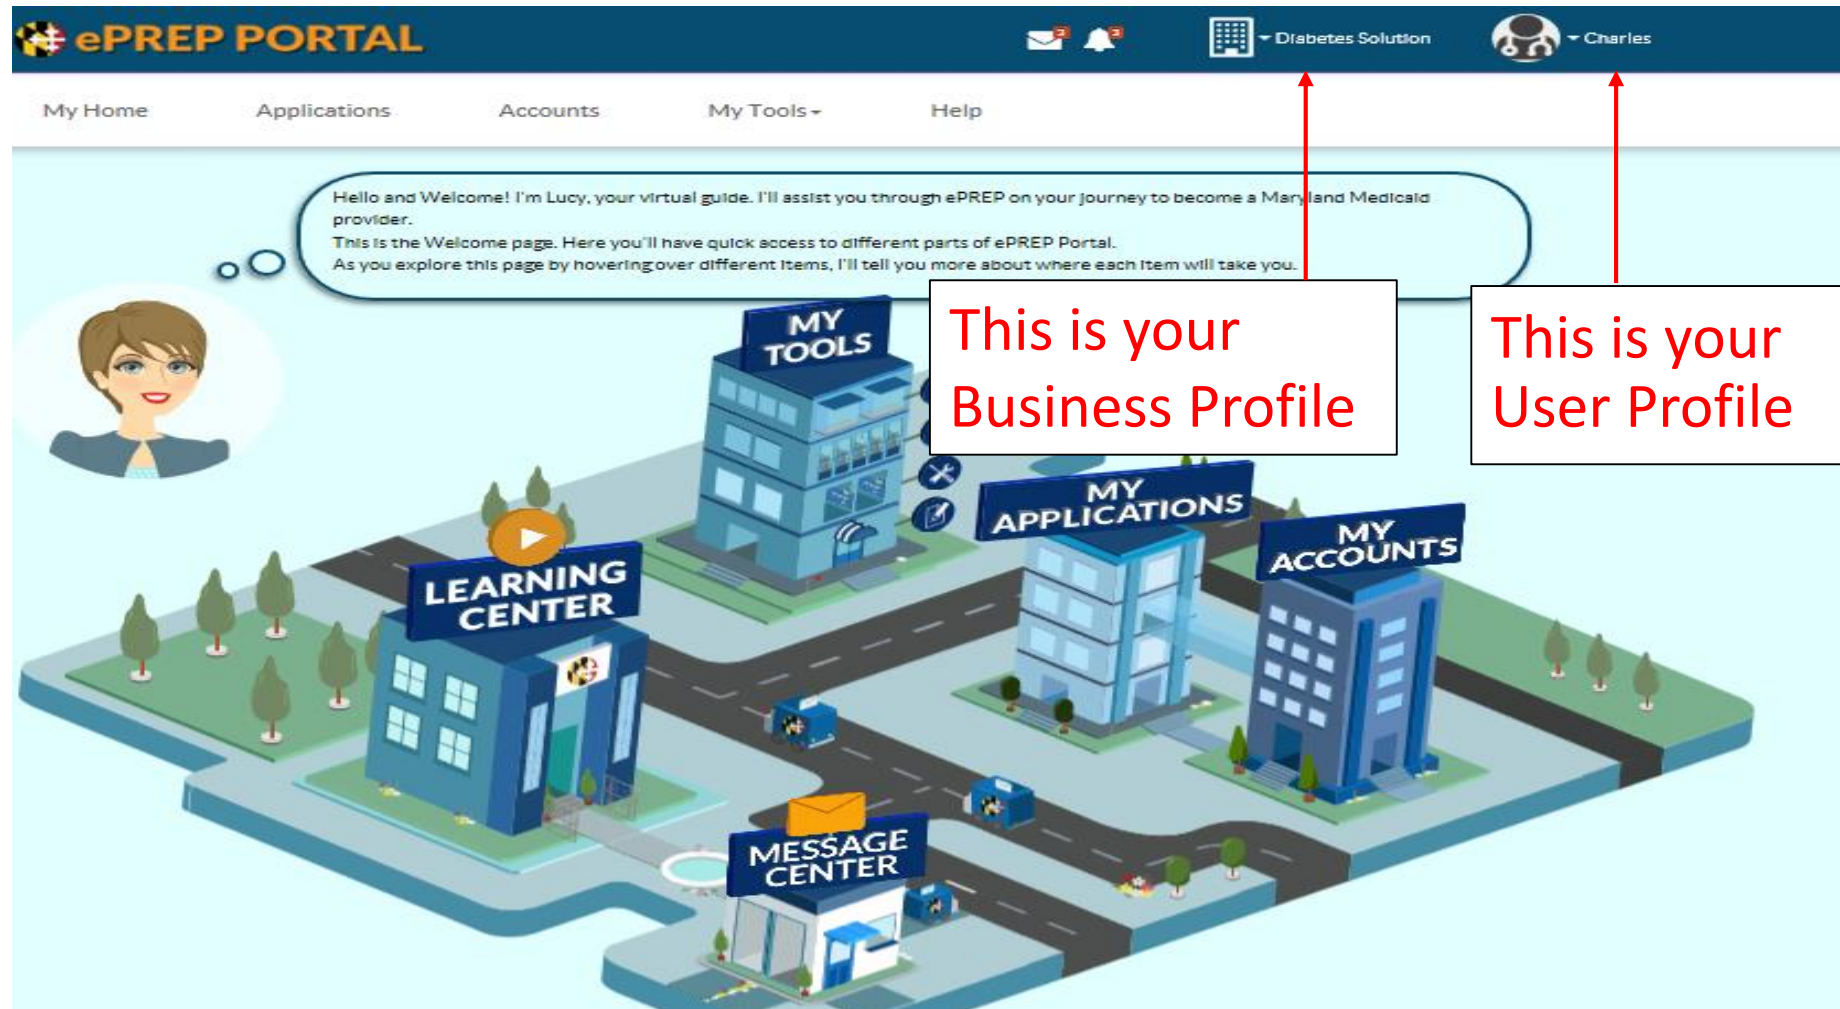 ePREP PORTAL
Diabetes Solution
Charles
My Home
Applications
Accounts
My Tools
Help
Hello and Welcome! I'm Lucy, your virtual guide. I'll assist you through ePREP on your journey to become a Maryland Medicaid
provider.
This is the Welcome page. Here you'll have quick access to different parts of ePREP Portal.
As you explore this page by hovering over different items, I'll tell you more about where each item will take you.
This is your
Business Profile
This is your
User Profile
MY
TOOLS
MY
APPLICATIONS
MY
ACCOUNTS
LEARNING
CENTER
MESSAGE
CENTER